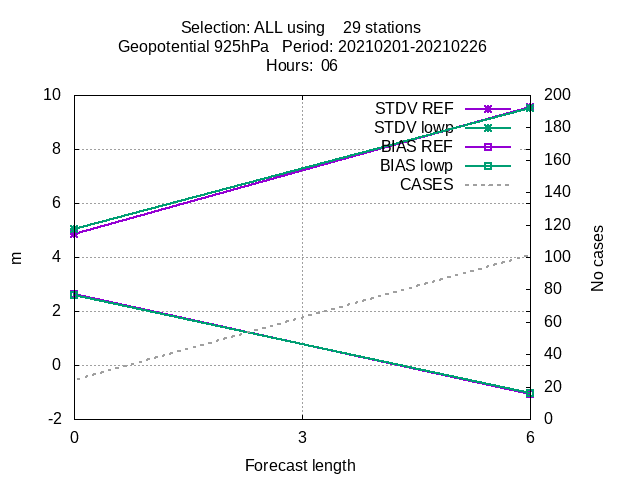 Selection: ALL using    29 stations
Geopotential 925hPa   Period: 20210201-20210226
Hours:  06
10
8
6
4
2
0
-2
m
STDV REF
STDV lowp
BIAS REF
BIAS lowp
CASES
200
180
160
140
120
100
80
60
40
20
0
No cases
0 3 6
Forecast length